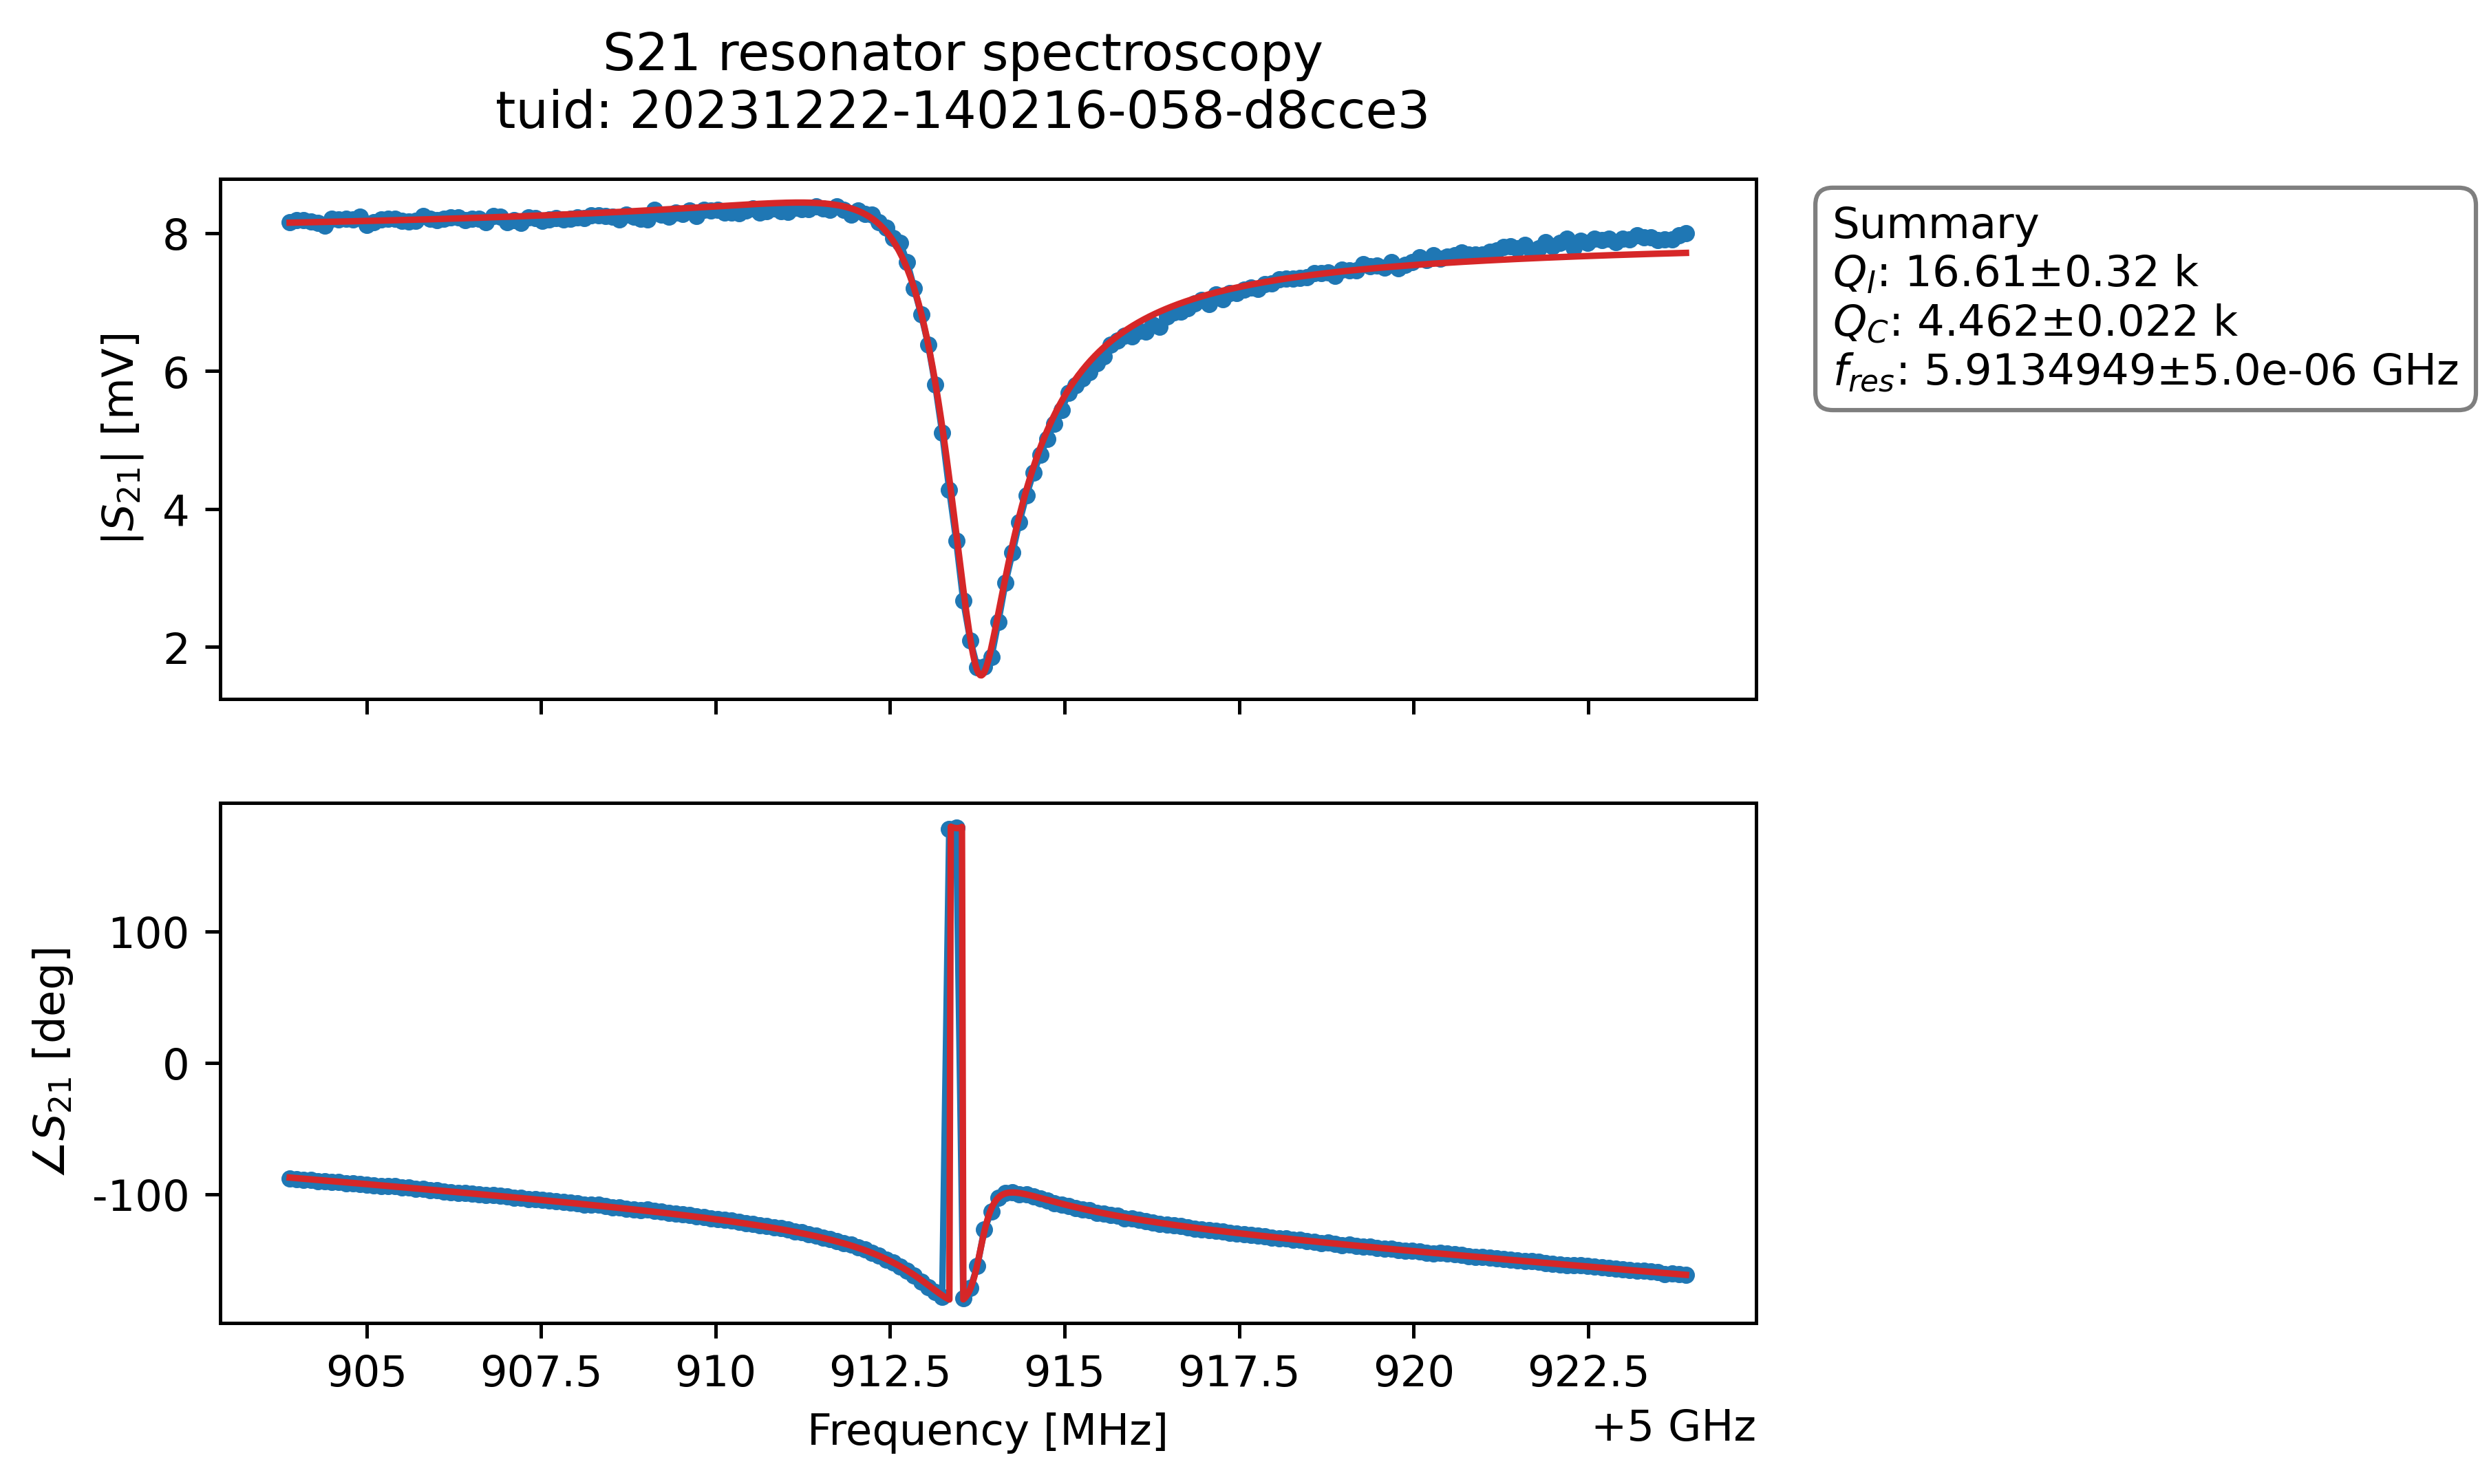 S21 resonator spectroscopy
tuid: 20231222-140216-058-d8cce3
|S21| [mV]
8
6
4
2
Summary
QI: 16.61±0.32 k
QC: 4.462±0.022 k
fres: 5.9134949±5.0e-06 GHz
∠S21 [deg]
100
0
-100
905 907.5 910 912.5 915 917.5 920 922.5
Frequency [MHz]
+5 GHz